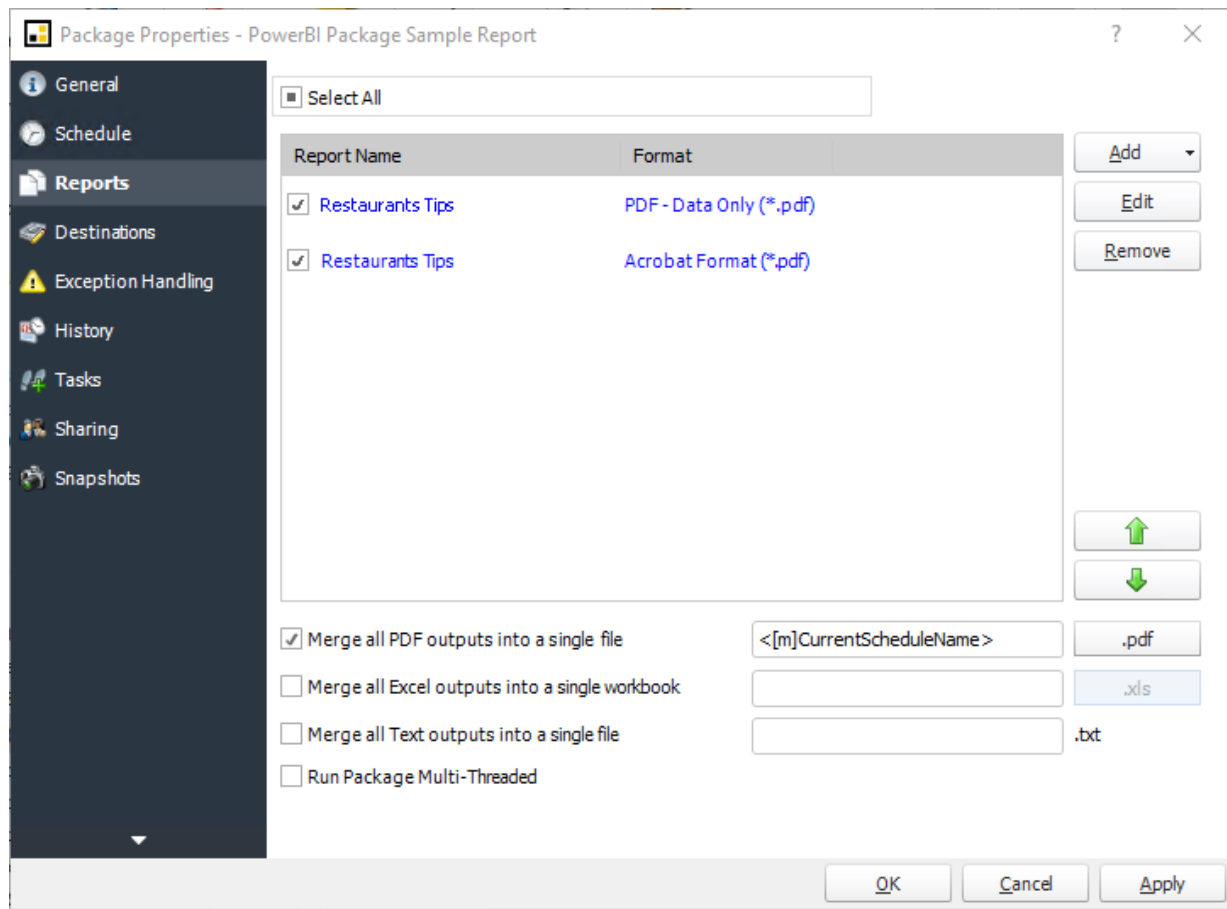 Package Properties - PowerBI Package Sample Report
General
Schedule
Reports
Destinations
Exception Handling
History
Tasks
Sharing
Snapshots
Select All
Report Name Format
Restaurants Tips PDF - Data Only (*.pdf)
Restaurants Tips Acrobat Format (*.pdf)
Add
Edit
Remove
Merge all PDF outputs into a single file <[m]CurrentScheduleName> .pdf
Merge all Excel outputs into a single workbook .xls
Merge all Text outputs into a single file .txt
Run Package Multi-Threaded
OK Cancel Apply